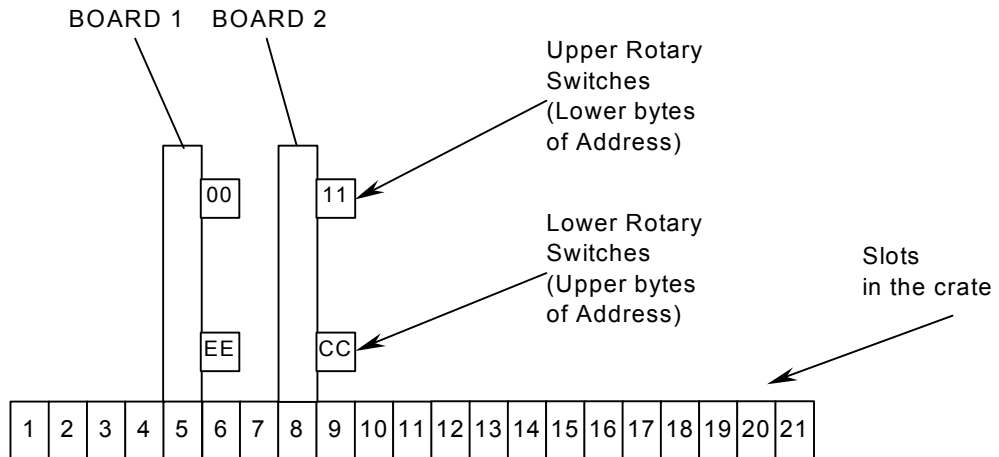 BOARD 1 BOARD 2
Upper Rotary
Switches
(Lower bytes
of Address)
00 11
Lower Rotary
Switches
(Upper bytes
of Address)
Slots
in the crate
EE CC
1 2 3 4 5 6 7 8 9 10 11 12 13 14 15 16 17 18 19 20 21